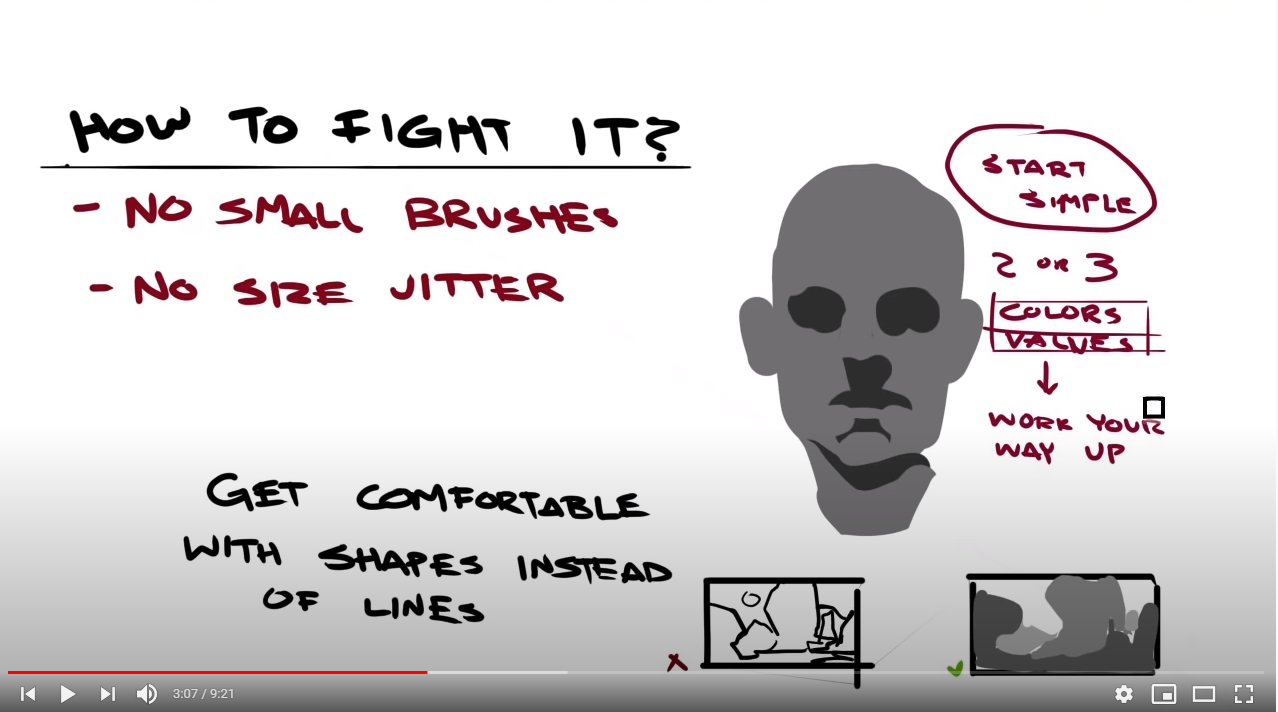 HOW TO FIGHT IT?
- NO SMALL BRUSHES
- NO SIZE JITTER
GET COMFORTABLE
WITH SHAPES INSTEAD
OF LINES
START
SIMPLE
2 OR 3
COLORS
VALUES
WORK YOUR
WAY UP
3:07 / 9:21